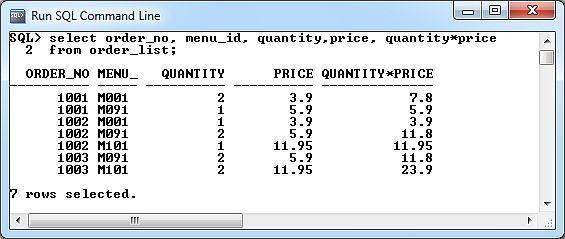 Run SQL Command Line
SQL> select order_no, menu_id, quantity,price, quantity*price
  2  from order_list;
  ORDER_NO MENU_   QUANTITY      PRICE QUANTITY*PRICE
---------- ----- ---------- ---------- --------------
      1001 M001           2        3.9            7.8
      1001 M091           1        5.9            5.9
      1002 M001           1        3.9            3.9
      1002 M091           2        5.9           11.8
      1002 M101           1      11.95          11.95
      1003 M091           2        5.9           11.8
      1003 M101           2      11.95           23.9
7 rows selected.